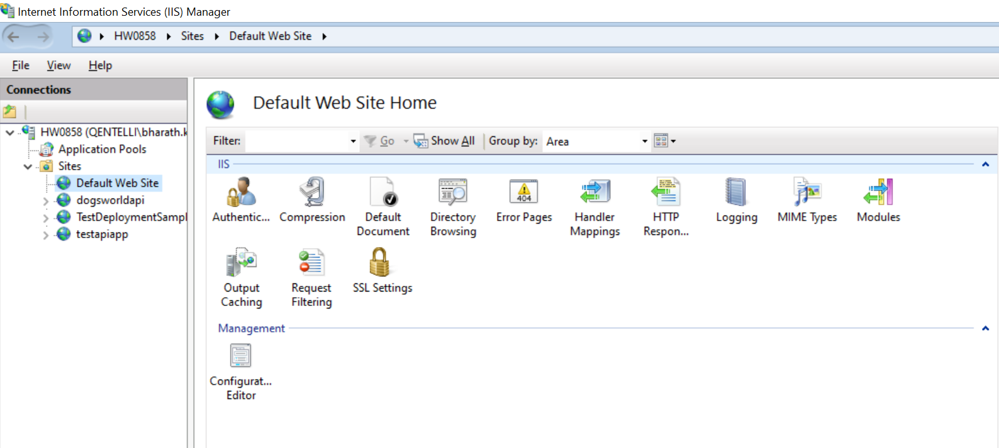 Internet Information Services (IIS) Manager
HW0858 Sites Default Web Site
File View Help
Connections
HW0858 (QENTELLI\bharath.k
Application Pools
Sites
Default Web Site
dogsworldapi
TestDeploymentSampl
testapiapp
Default Web Site Home
Filter: Go Show All Group by: Area
IIS
Authentic... Compression Default Document Directory Browsing Error Pages Handler Mappings HTTP Respon... Logging MIME Types Modules
404
Output Caching Request Filtering SSL Settings
Management
Configurat... Editor